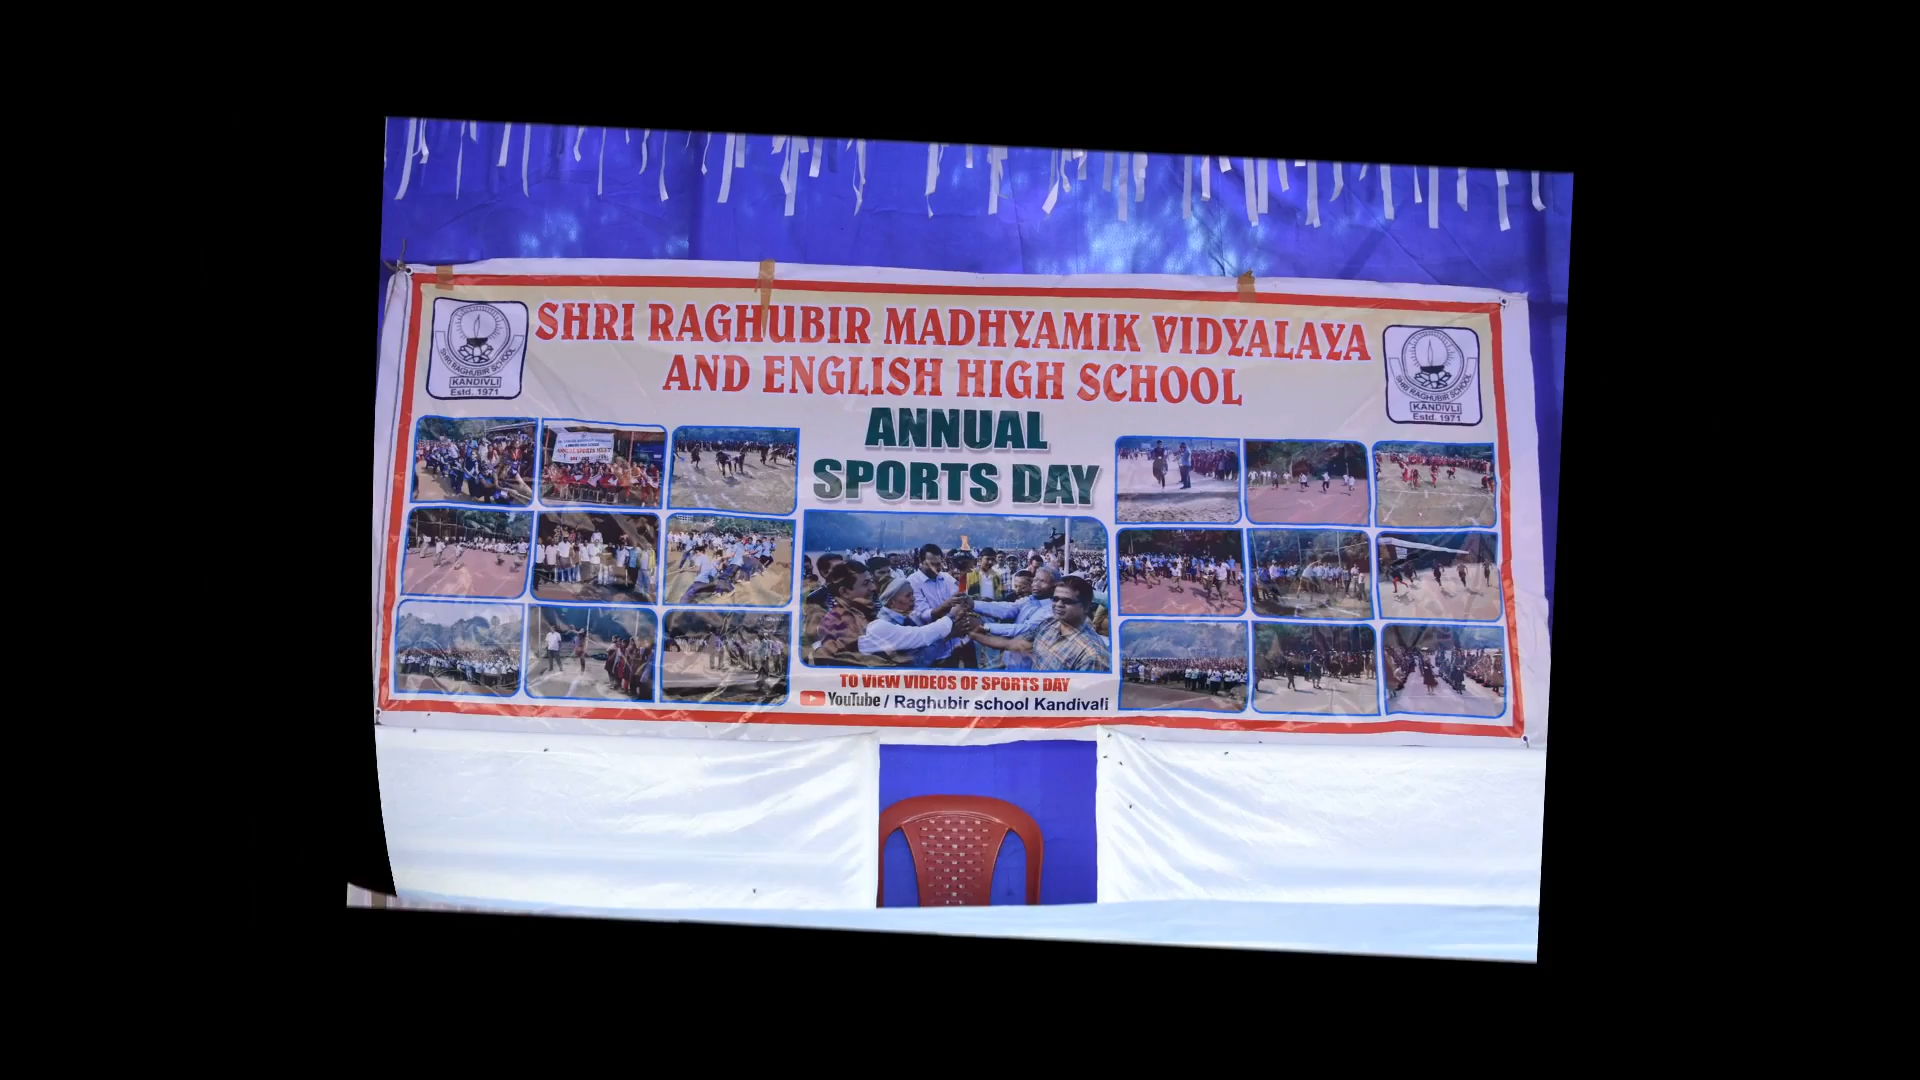 SHRI RAGHUBIR MADHYAMIK VIDYALAYA
AND ENGLISH HIGH SCHOOL
SHRI RAGHUBIR SCHOOL
KANDIVLI
Estd. 1971
SHRI RAGHUBIR SCHOOL
KANDIVLI
Estd. 1971
ANNUAL
SPORTS DAY
TO VIEW VIDEOS OF SPORTS DAY
YouTube / Raghubir school Kandivali